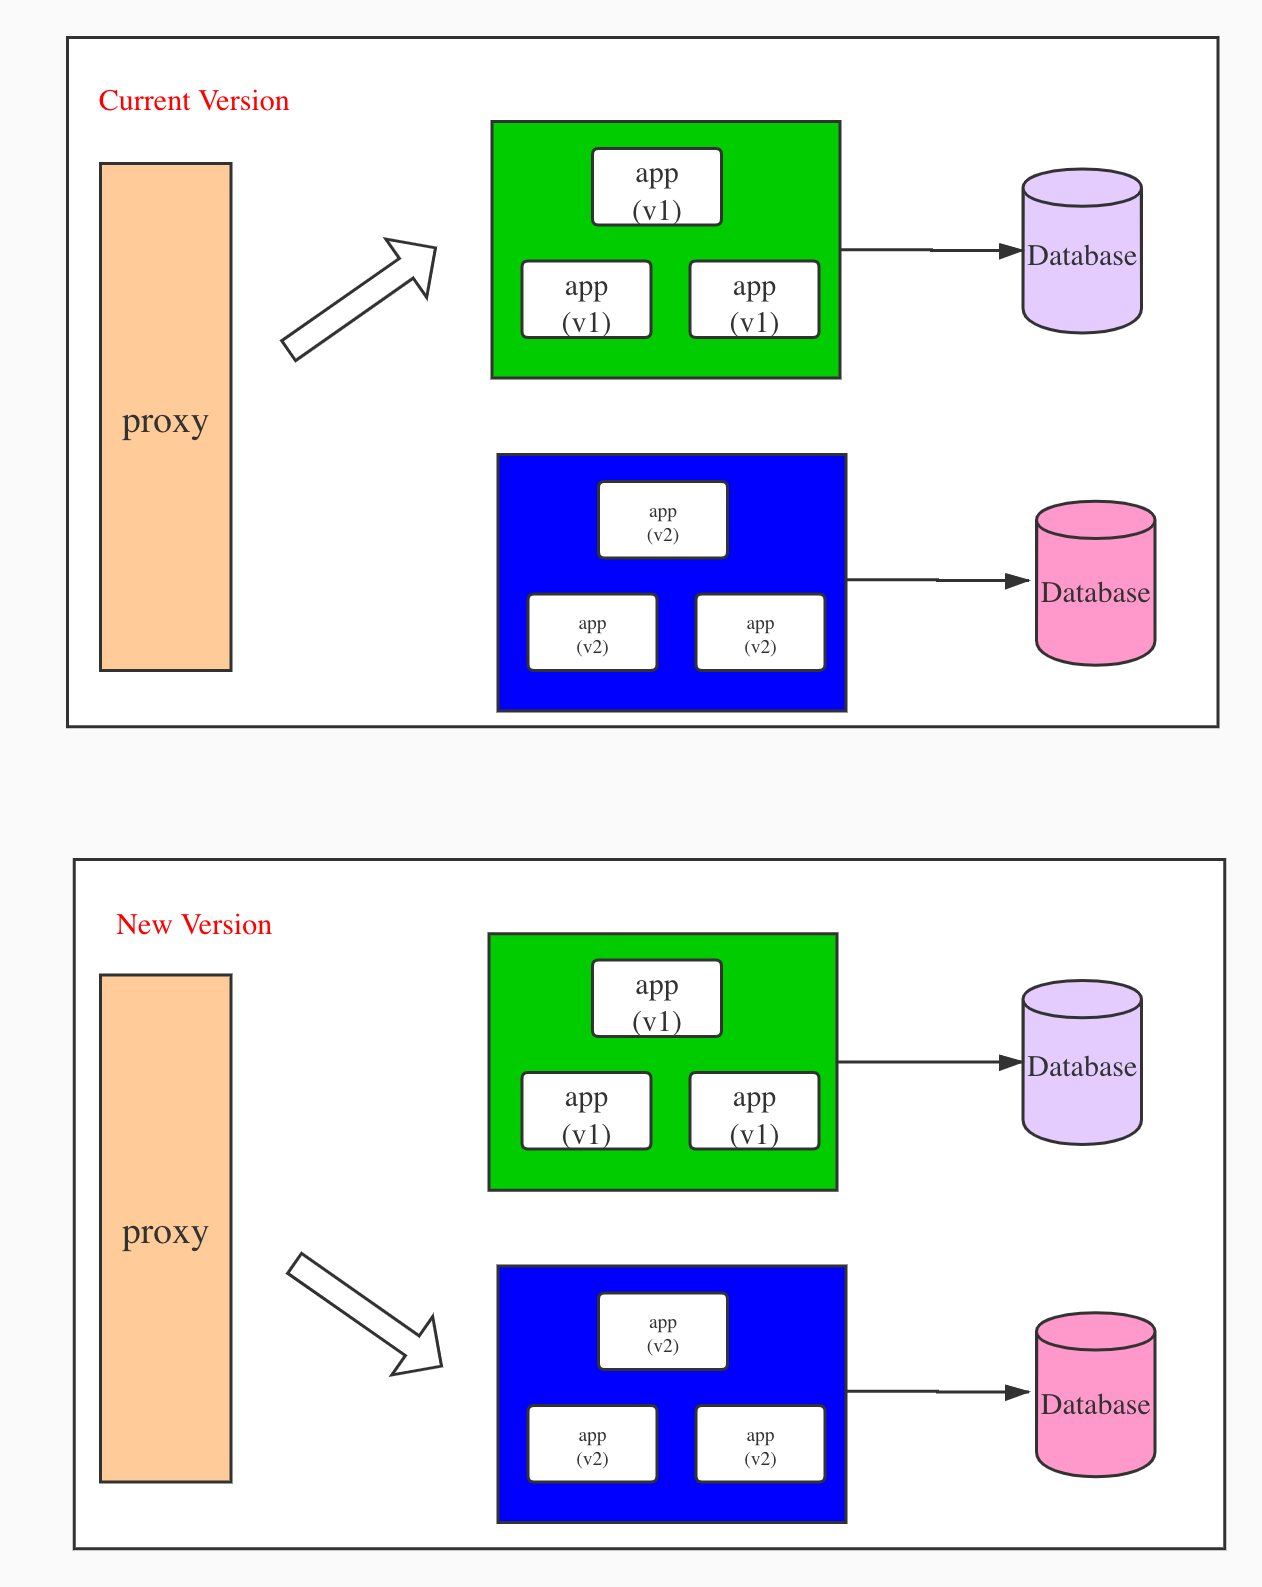 Current Version
proxy
app
(v1)
app
(v1)
app
(v1)
Database
app
(v2)
app
(v2)
app
(v2)
Database
New Version
proxy
app
(v1)
app
(v1)
app
(v1)
Database
app
(v2)
app
(v2)
app
(v2)
Database